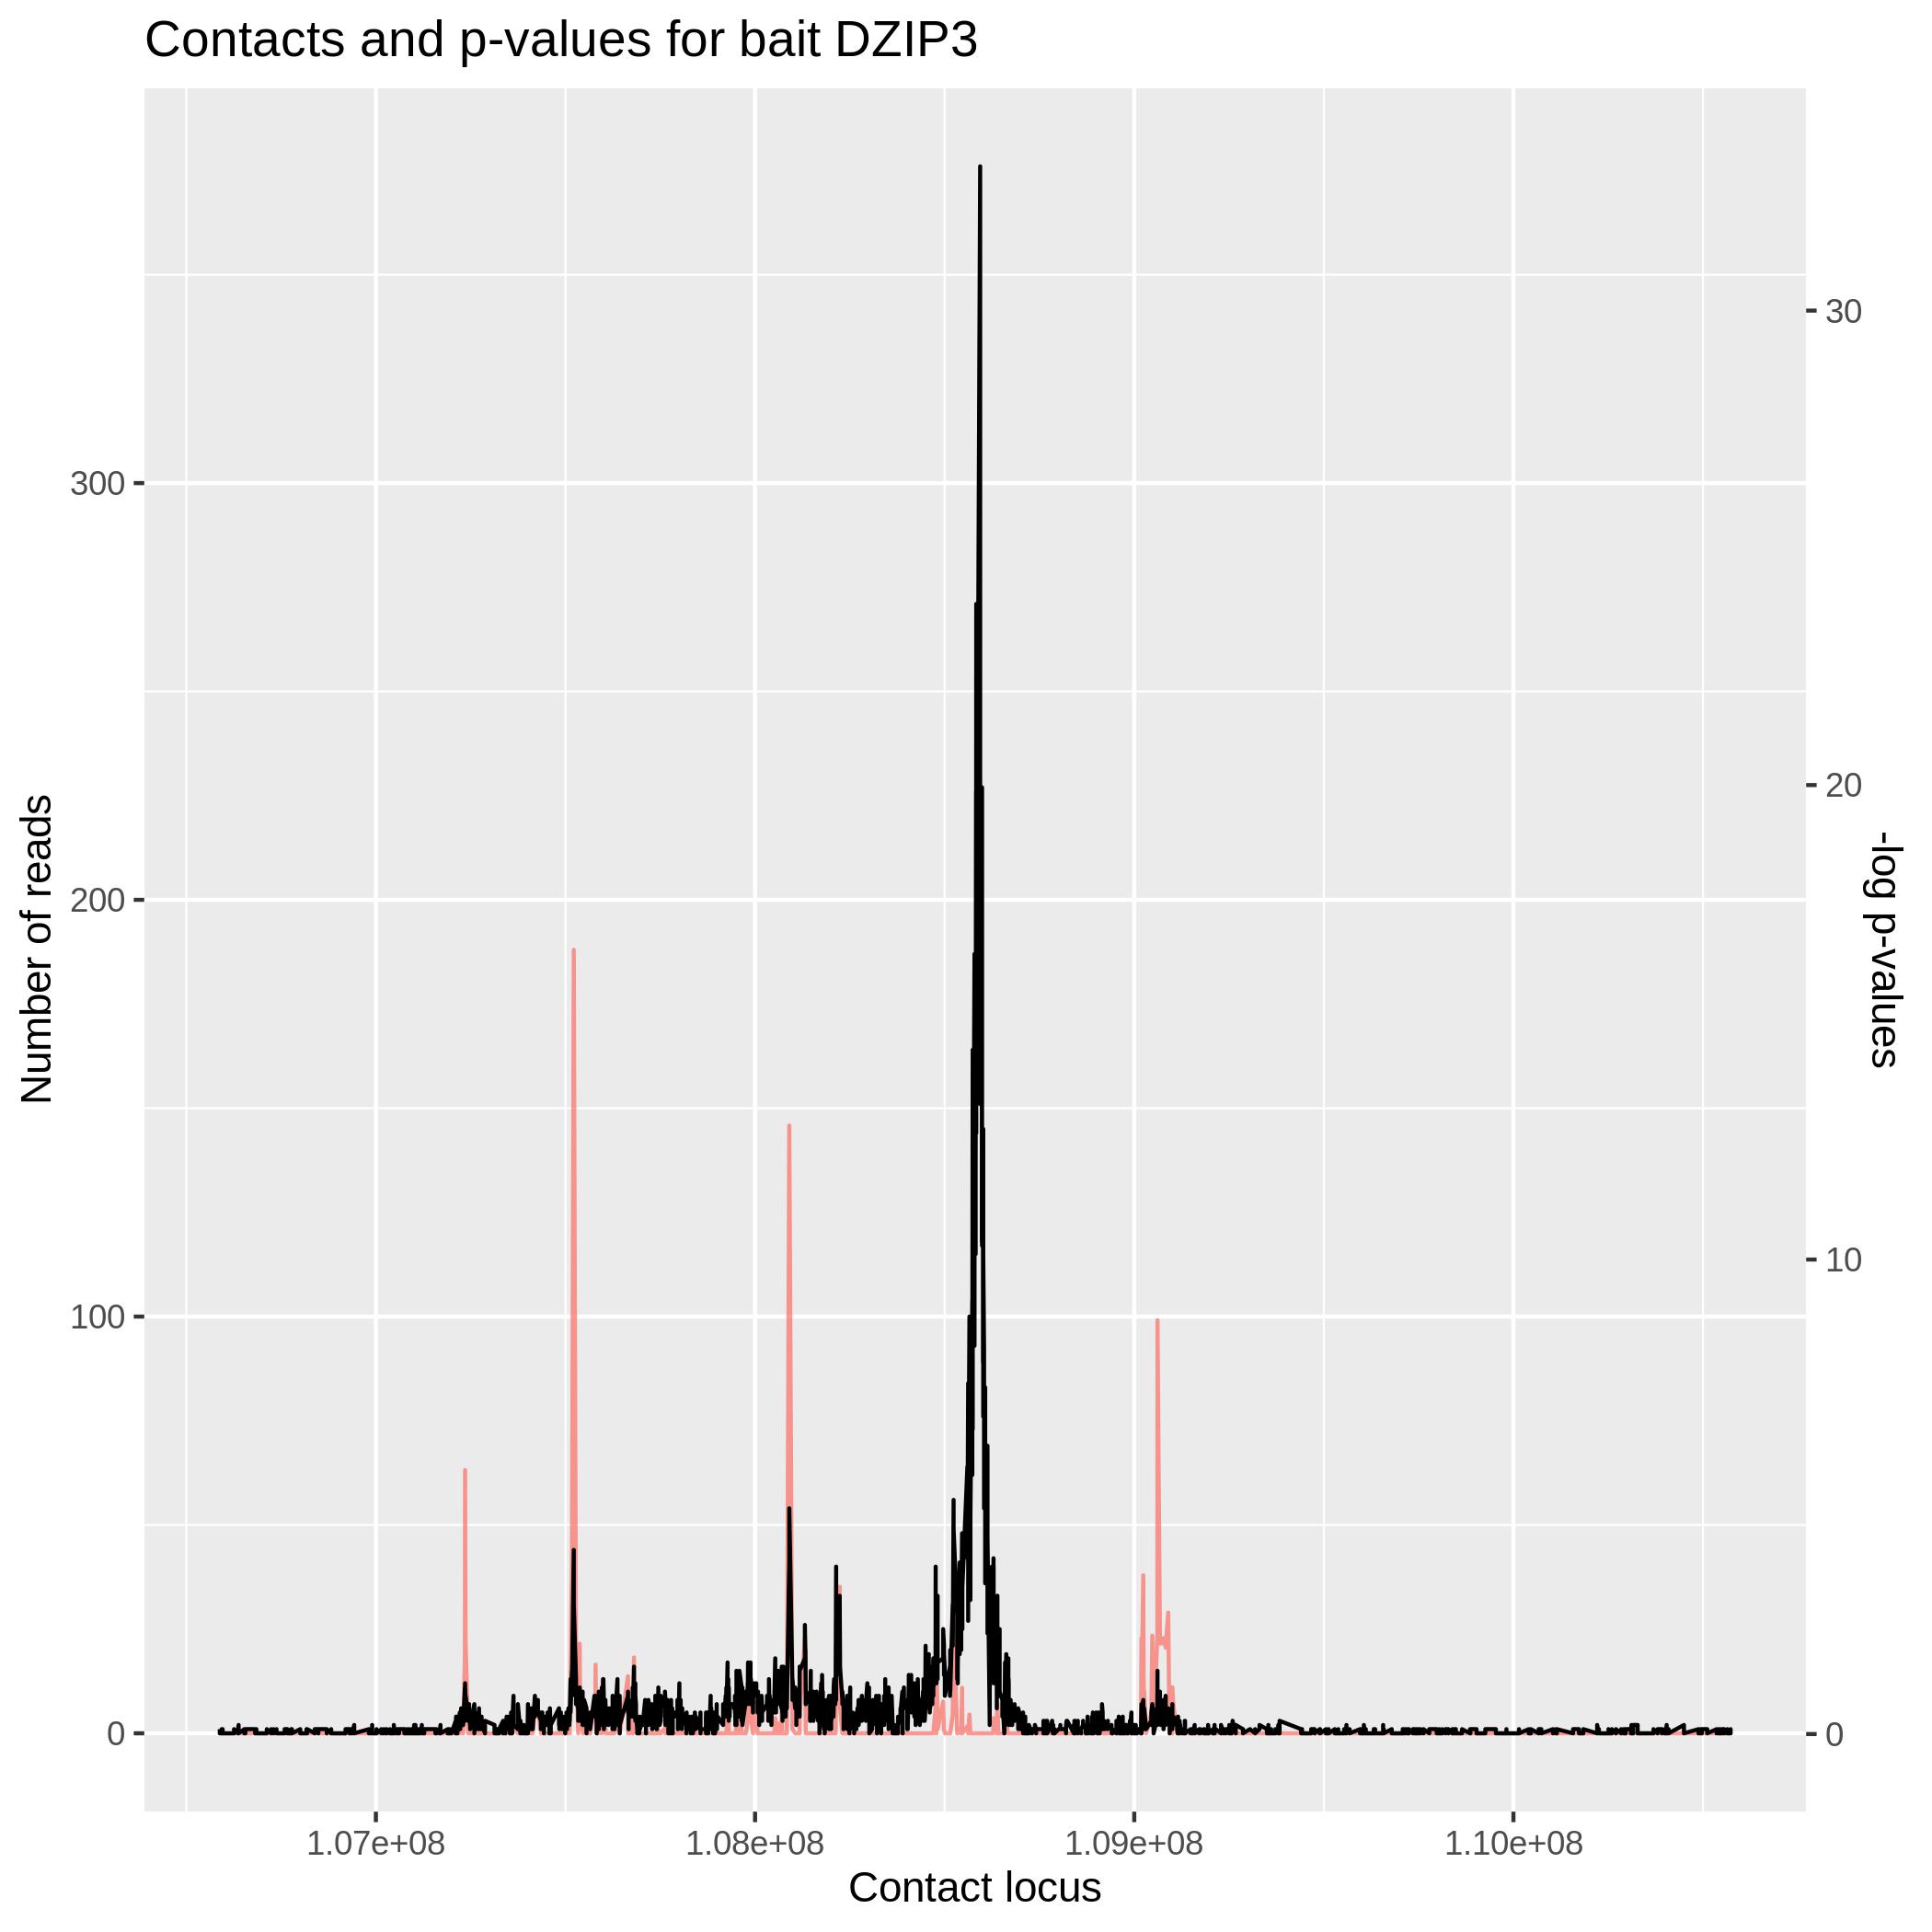 Contacts and p-values for bait DZIP3
Number of reads
300
200
100
0
30
20
10
0
-log p-values
1.07e+08 1.08e+08 1.09e+08 1.10e+08
Contact locus